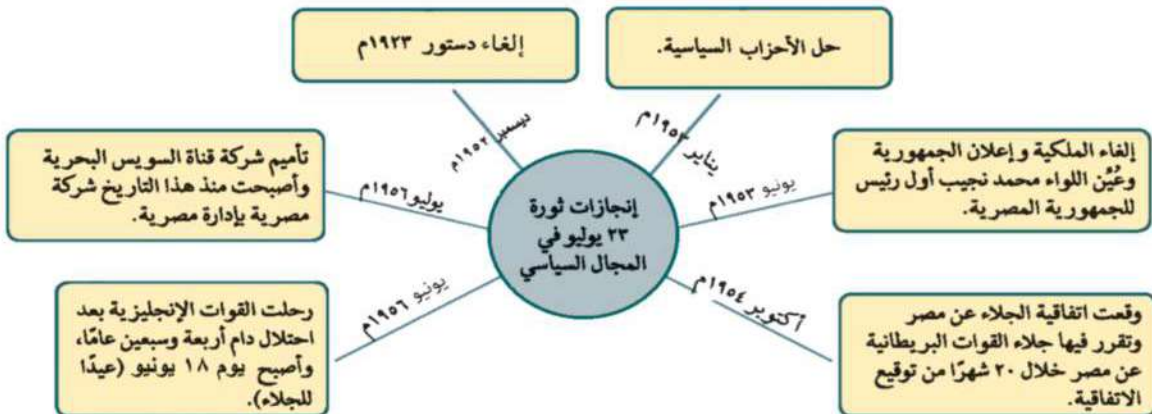 إلغاء دستور ١٩٢٣م
حل الأحزاب السياسية.
ديسمبر ١٩٥٢م
يناير ١٩٥٣م
تأميم شركة قناة السويس البحرية
وأصبحت منذ هذا التاريخ شركة
مصرية بإدارة مصرية.
يوليو ١٩٥٦م
إنجازات ثورة
٢٣ يوليو في
المجال السياسي
يونيو ١٩٥٣م
إلغاء الملكية وإعلان الجمهورية
وعُيِّن اللواء محمد نجيب أول رئيس
للجمهورية المصرية.
رحلت القوات الإنجليزية بعد
احتلال دام أربعة وسبعين عامًا،
وأصبح يوم ١٨ يونيو (عيدًا
للجلاء).
يونيو ١٩٥٦م
أكتوبر ١٩٥٤م
وقعت اتفاقية الجلاء عن مصر
وتقرر فيها جلاء القوات البريطانية
عن مصر خلال ٢٠ شهرًا من توقيع
الاتفاقية.